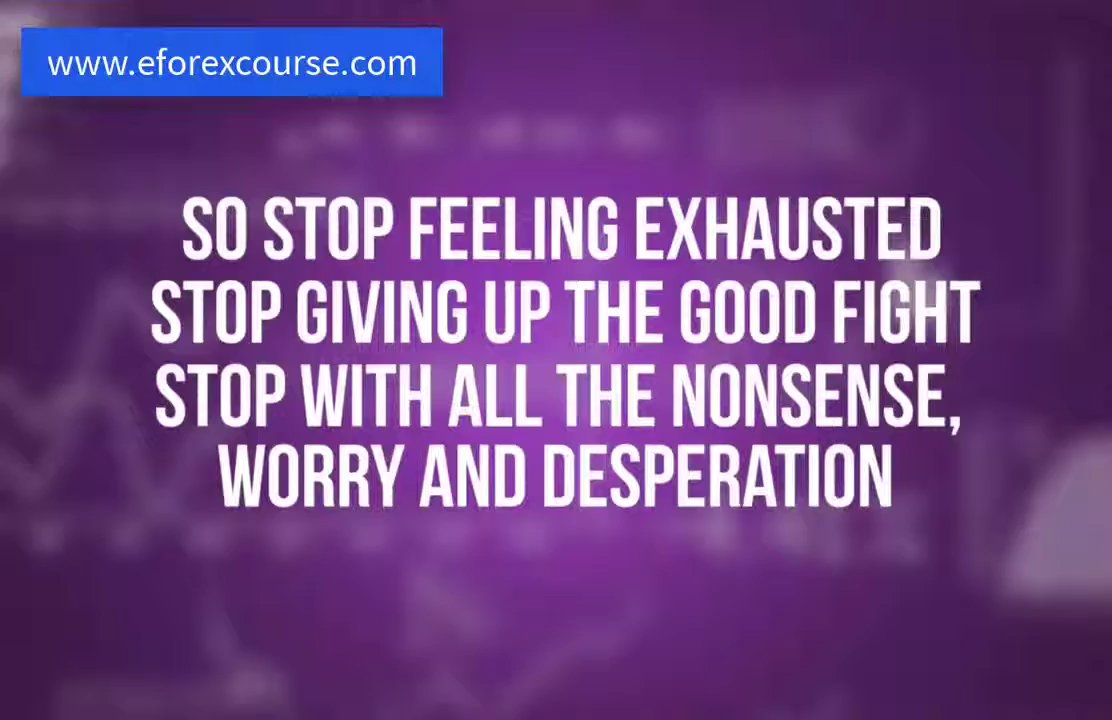 www.eforexcourse.com
SO STOP FEELING EXHAUSTED
STOP GIVING UP THE GOOD FIGHT
STOP WITH ALL THE NONSENSE,
WORRY AND DESPERATION